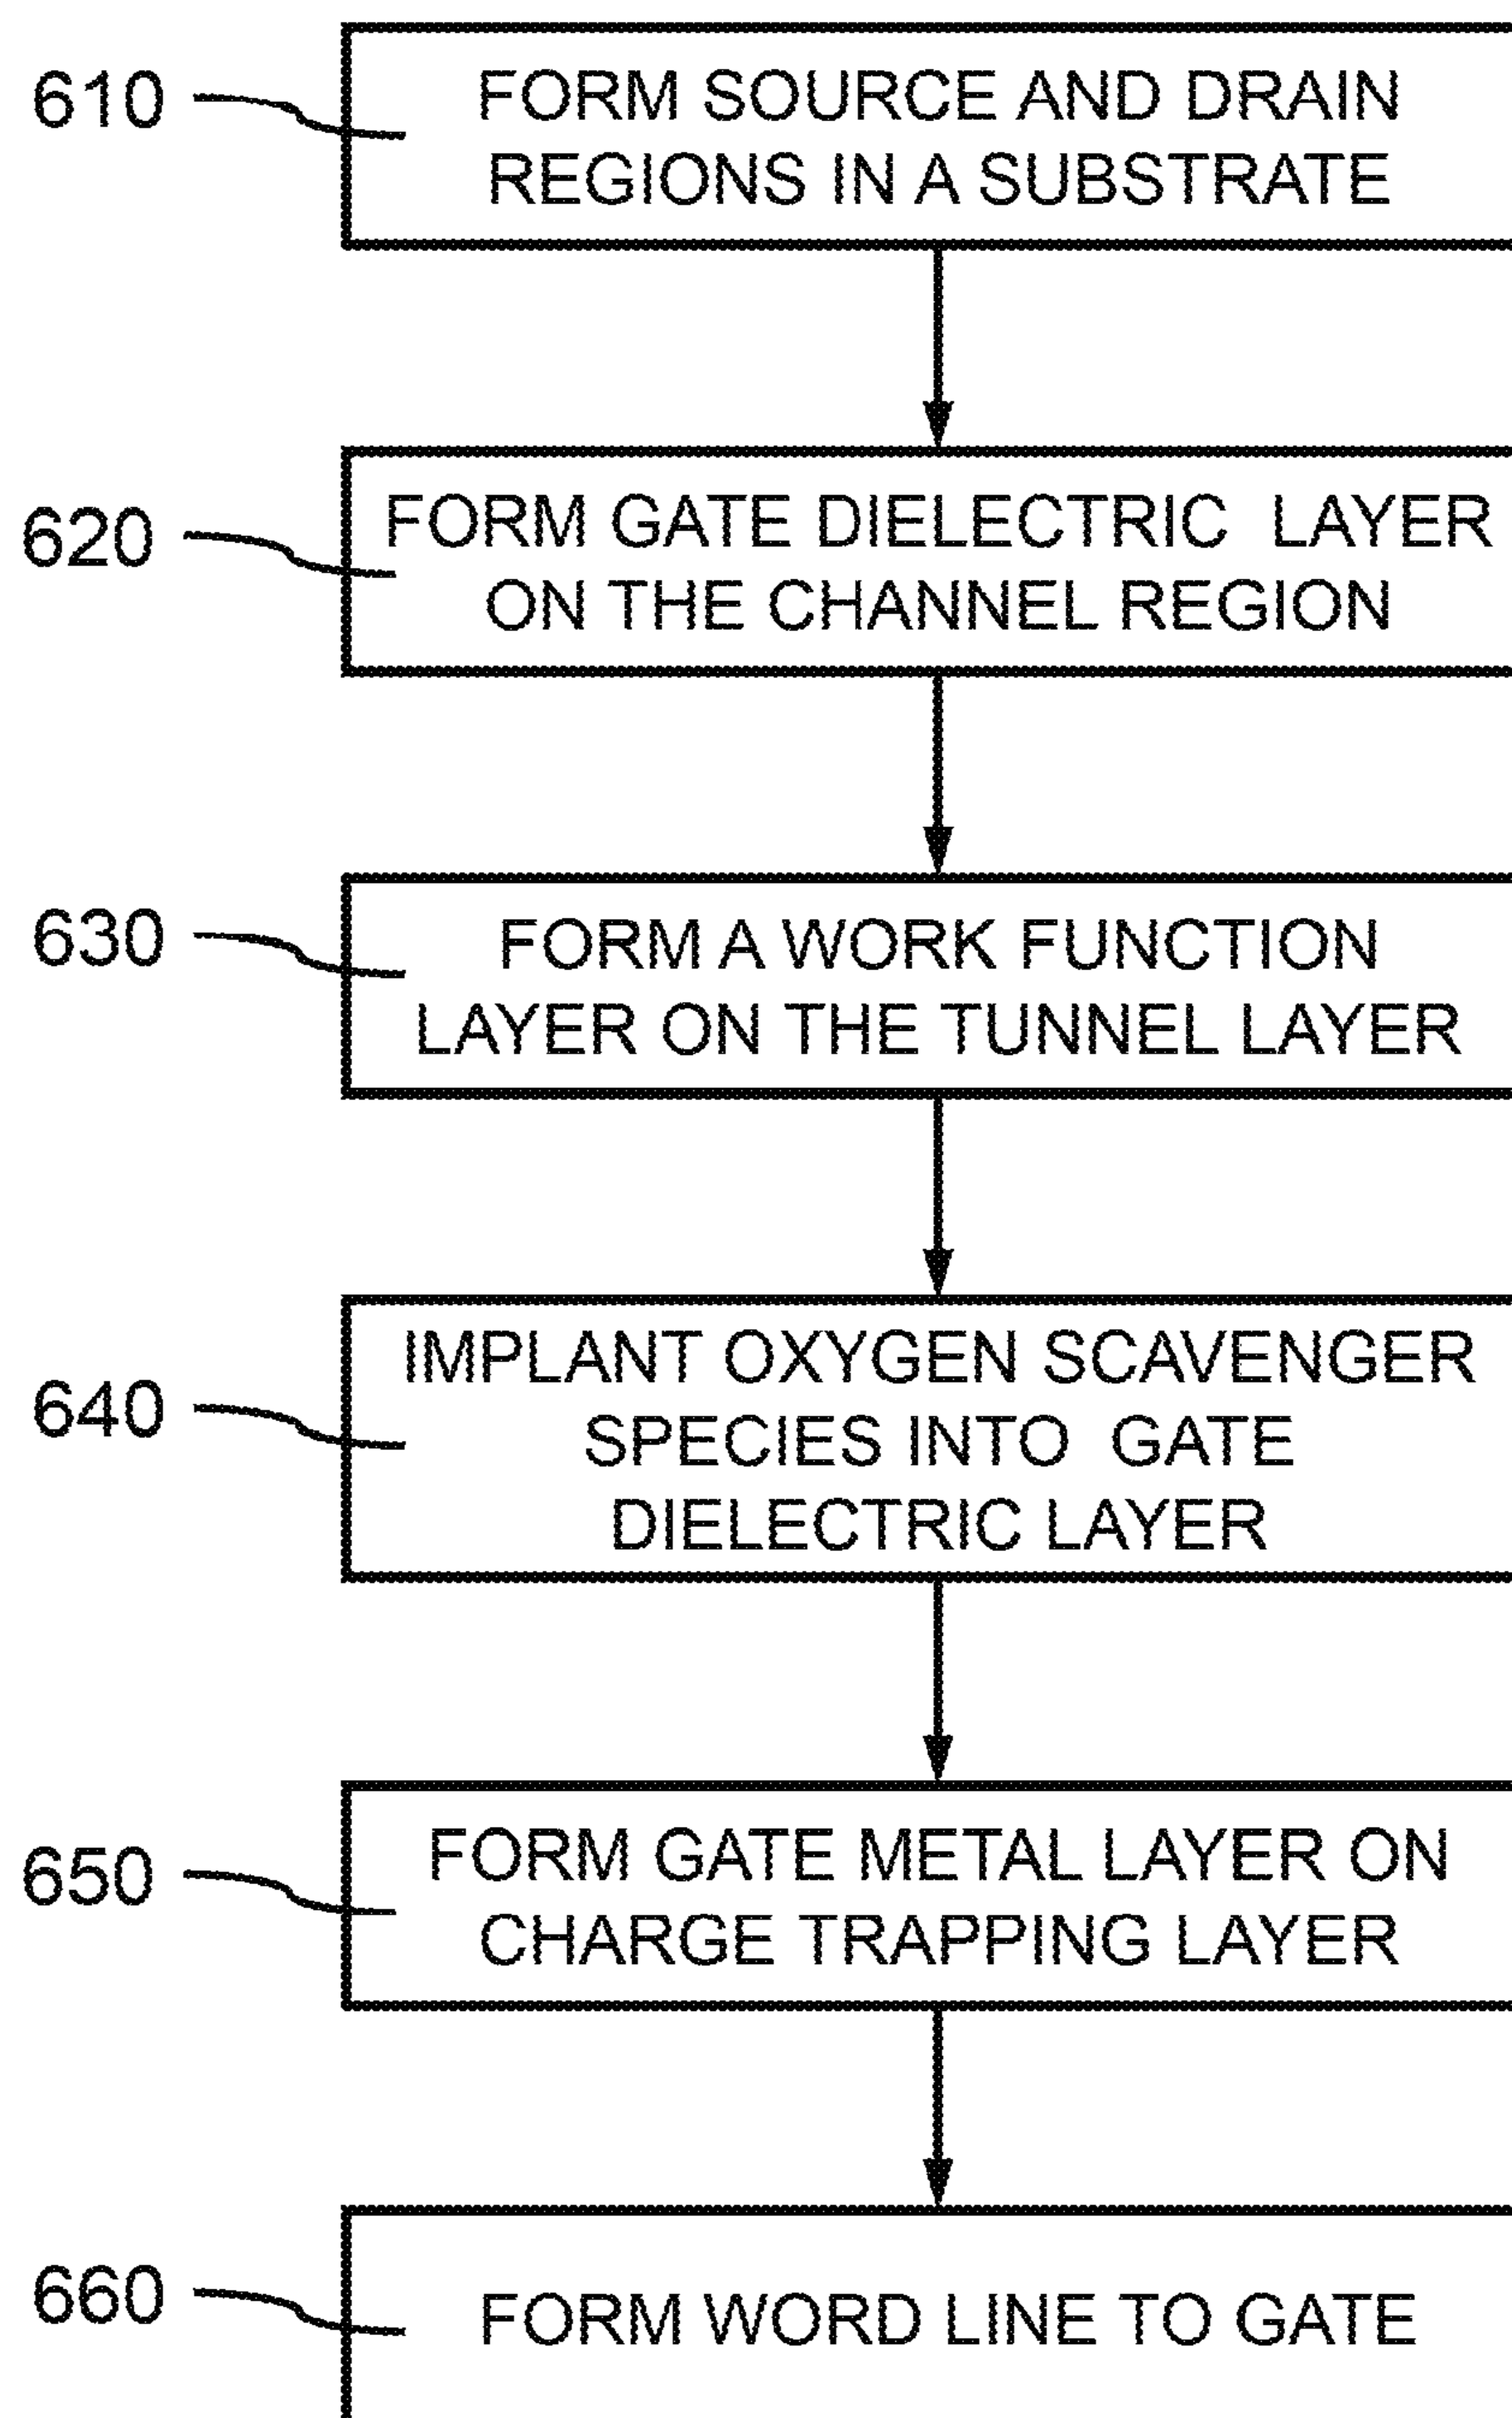 610
FORM SOURCE AND DRAIN
REGIONS IN A SUBSTRATE
620
FORM GATE DIELECTRIC LAYER
ON THE CHANNEL REGION
630
FORM A WORK FUNCTION
LAYER ON THE TUNNEL LAYER
640
IMPLANT OXYGEN SCAVENGER
SPECIES INTO GATE
DIELECTRIC LAYER
650
FORM GATE METAL LAYER ON
CHARGE TRAPPING LAYER
660
FORM WORD LINE TO GATE